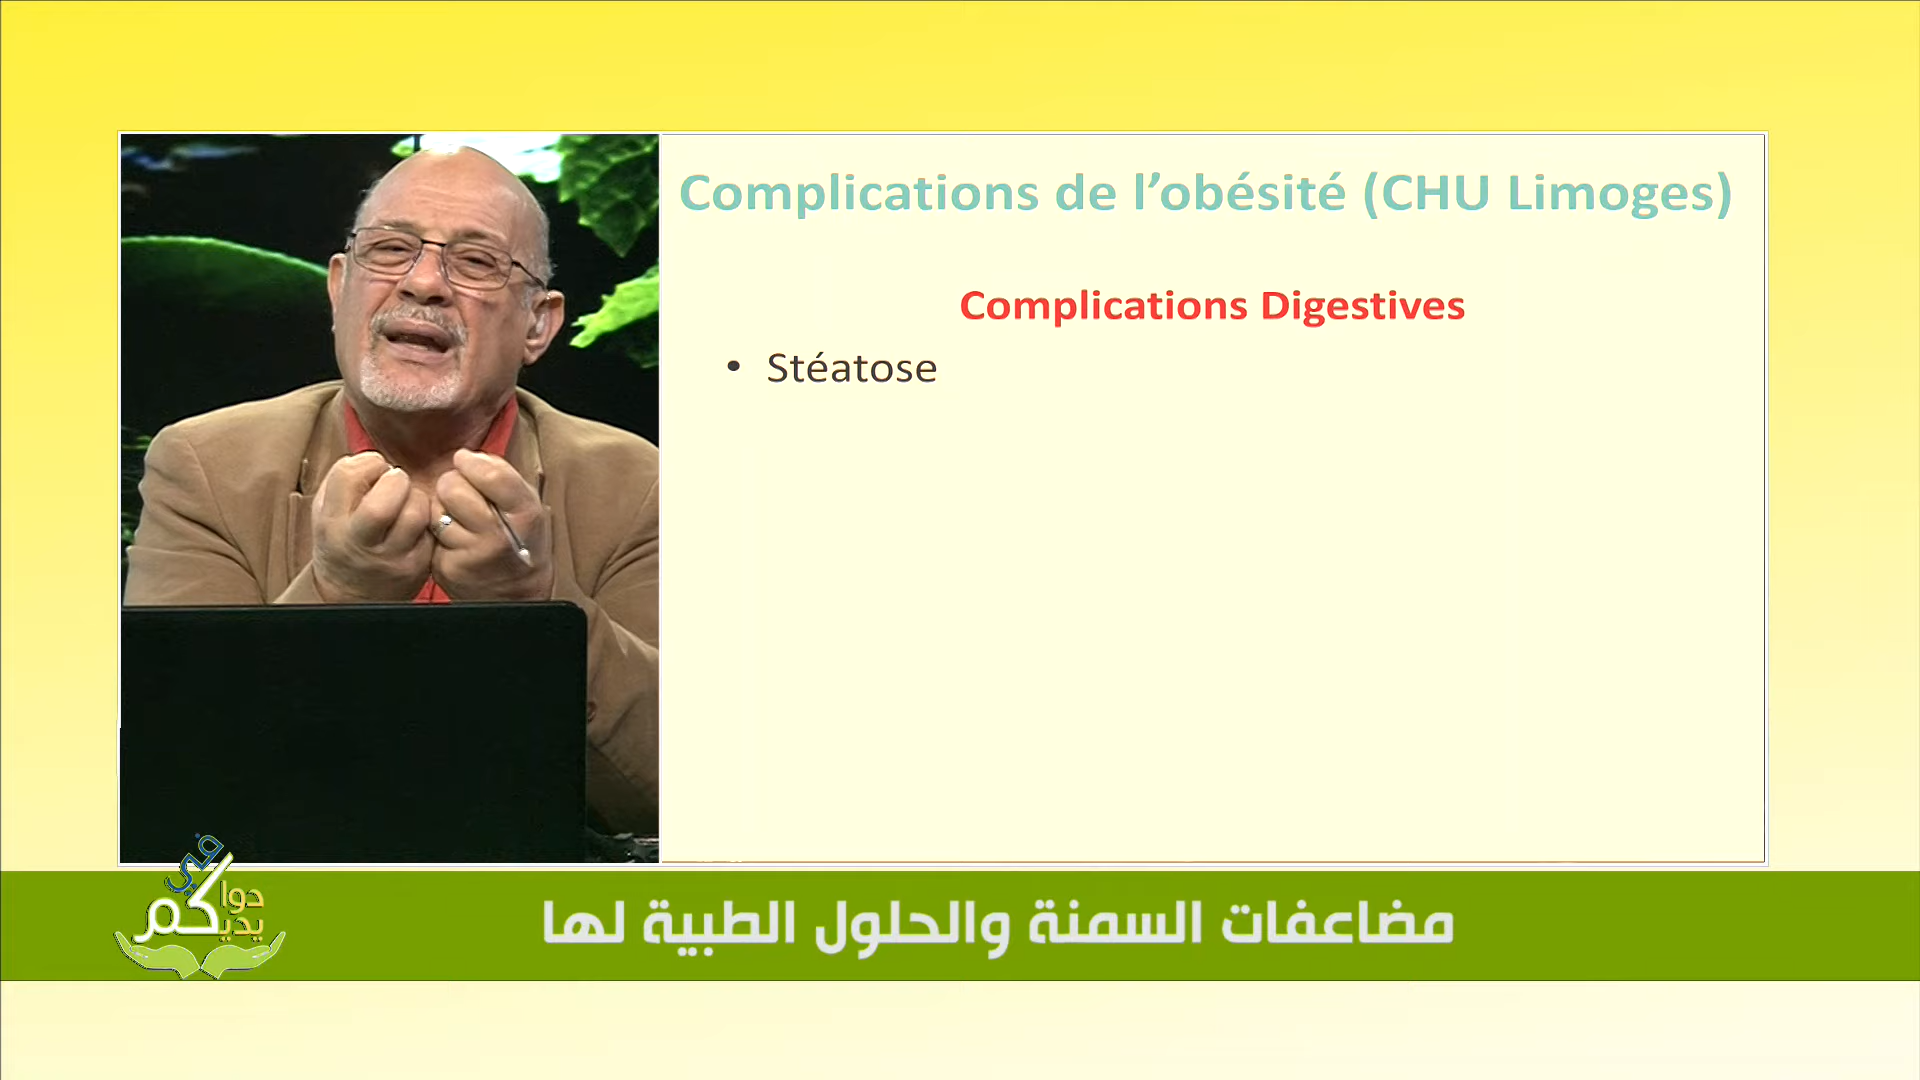 Complications de l’obésité (CHU Limoges)
Complications Digestives
• Stéatose
في
دوا
يديكم
مضاعفات السمنة والحلول الطبية لها